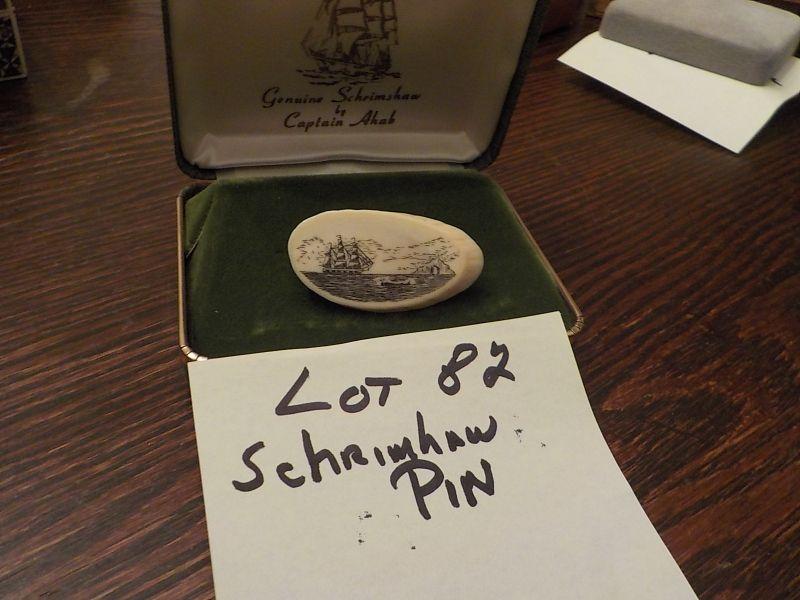 Genuine Schrimshaw
by
Captain Ahab
LOT 82
SCHRIMHAW
PIN